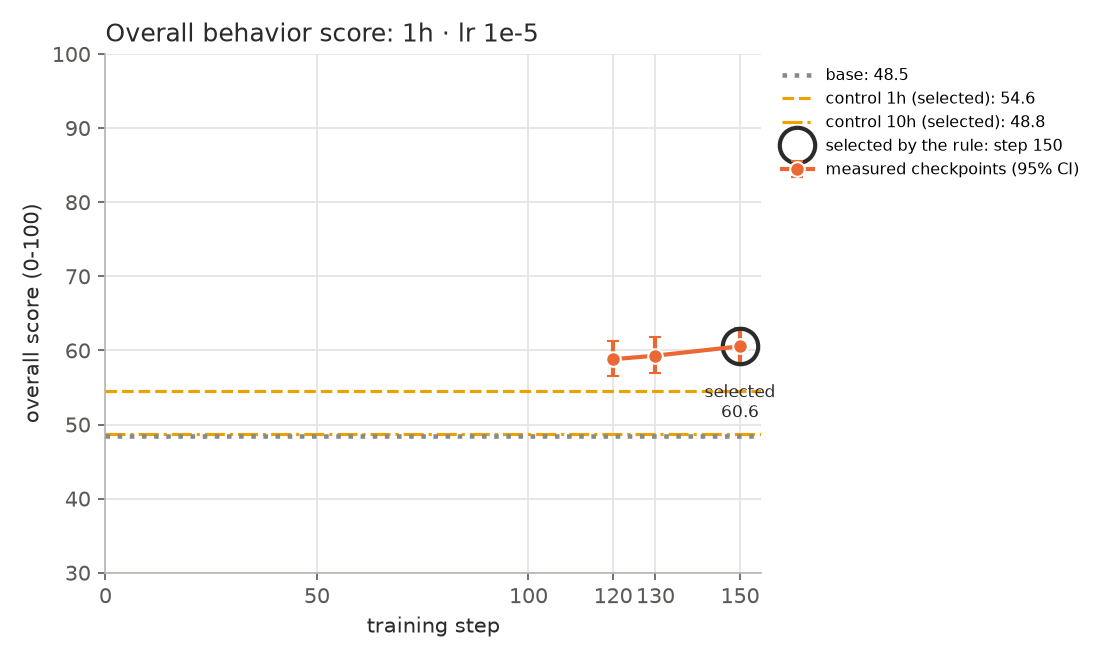 Overall behavior score: 1h · lr 1e-5
100
90
80
70
60
50
40
30
overall score (0-100)
0
50
100
120
130
150
training step
selected
60.6
base: 48.5
control 1h (selected): 54.6
control 10h (selected): 48.8
selected by the rule: step 150
measured checkpoints (95% CI)